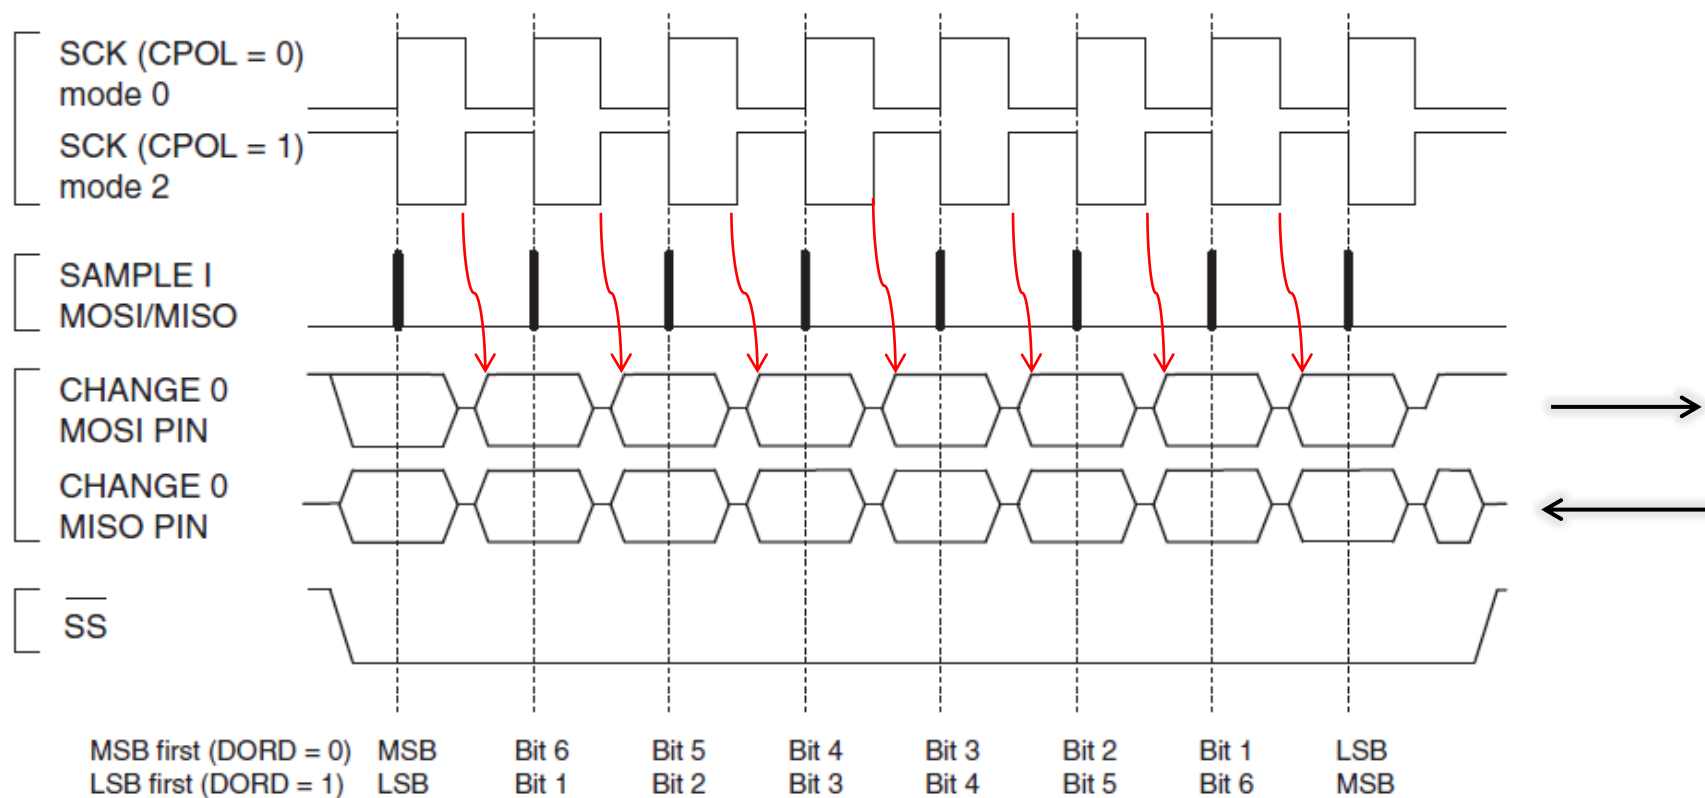 SCK (CPOL = 0)
mode 0
SCK (CPOL = 1)
mode 2
SAMPLE I
MOSI/MISO
CHANGE 0
MOSI PIN
CHANGE 0
MISO PIN
SS
MSB first (DORD = 0) MSB Bit 6 Bit 5 Bit 4 Bit 3 Bit 2 Bit 1 LSB
LSB first (DORD = 1) LSB Bit 1 Bit 2 Bit 3 Bit 4 Bit 5 Bit 6 MSB